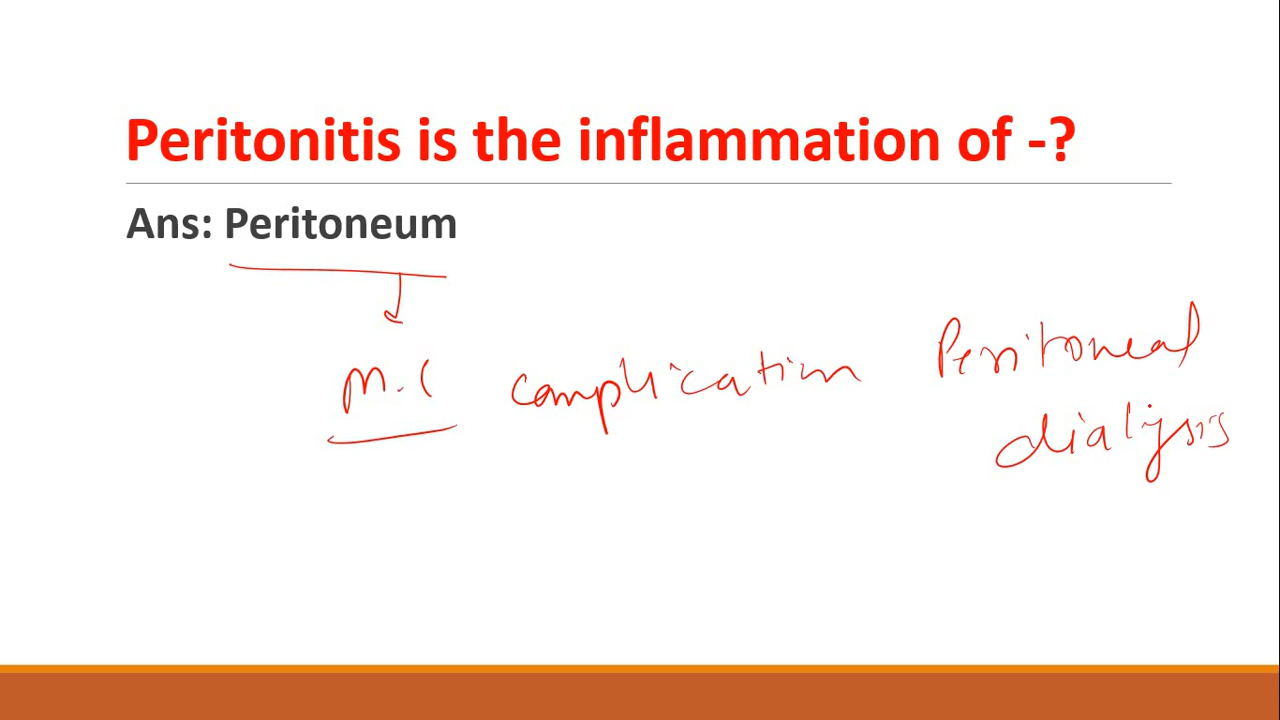 Peritonitis is the inflammation of -?
Ans: Peritoneum
M.C complication Peritoneal
dialysis